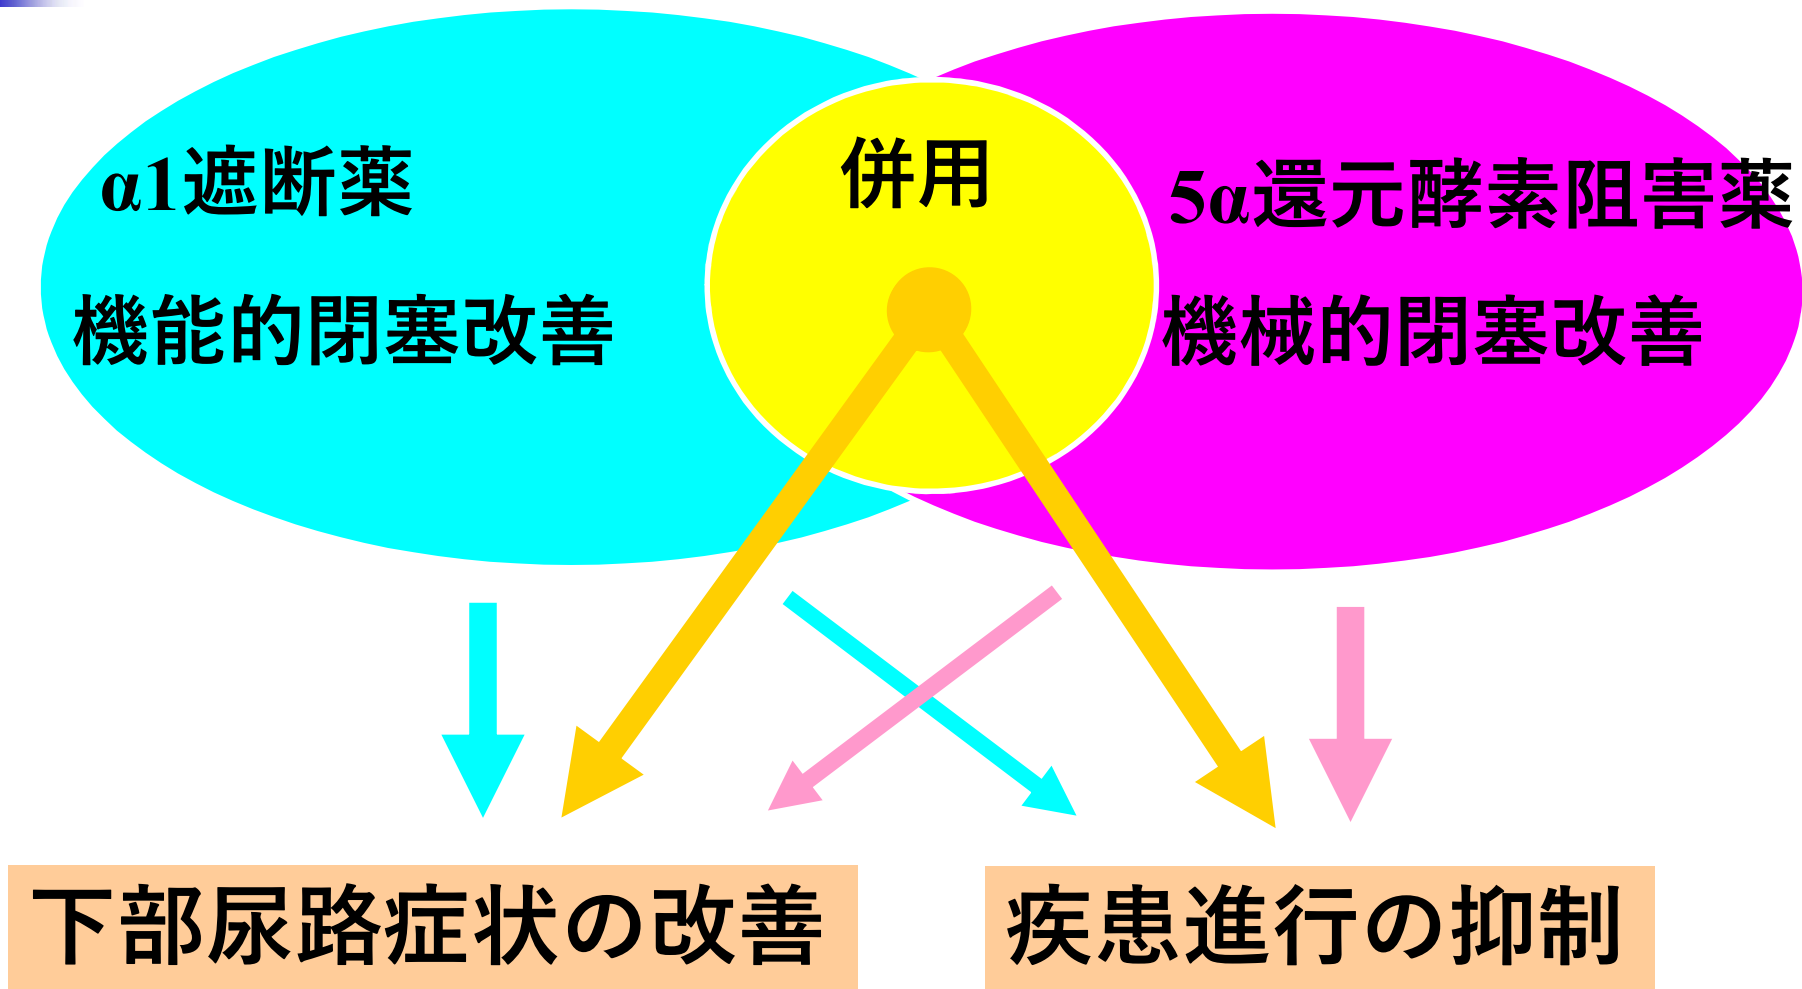 α1遮断薬
機能的閉塞改善
併用
5α還元酵素阻害薬
機械的閉塞改善
下部尿路症状の改善
疾患進行の抑制